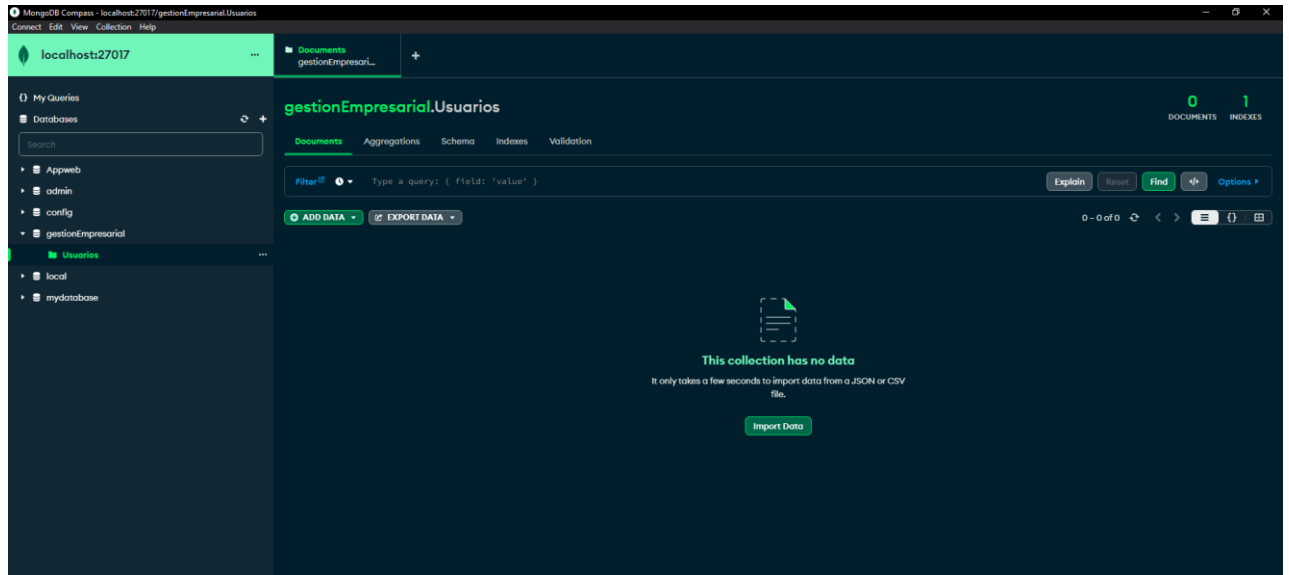 MongoDB Compass - localhost:27017/gestionEmpresarial.Usuarios
Connect Edit View Collection Help
localhost:27017
Documents
gestionEmpresari...
{} My Queries
Databases
Search
Appweb
admin
config
gestionEmpresarial
Usuarios
local
mydatabase
gestionEmpresarial.Usuarios
0 DOCUMENTS
1 INDEXES
Documents Aggregations Schema Indexes Validation
Filter Type a query: { field: 'value' } Explain Reset Find </> Options
ADD DATA EXPORT DATA 0 – 0 of 0 {}
This collection has no data
It only takes a few seconds to import data from a JSON or CSV
file.
Import Data